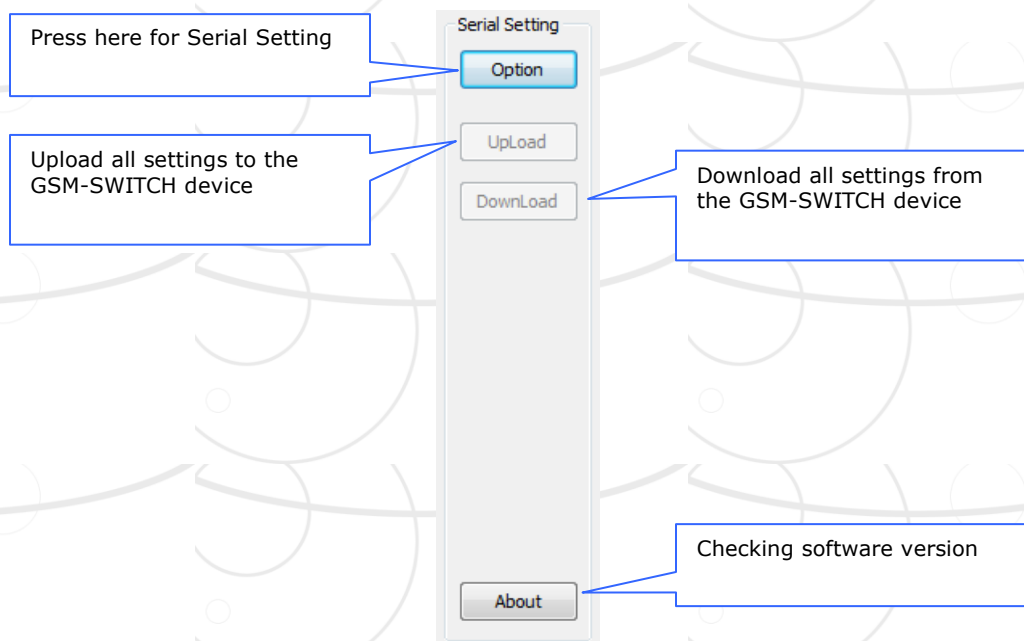 Serial Setting
Press here for Serial Setting
Option
UpLoad
Upload all settings to the
GSM-SWITCH device
Download all settings from
the GSM-SWITCH device
DownLoad
Checking software version
About